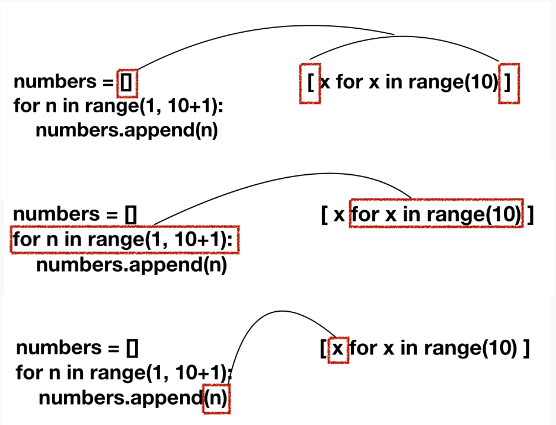 numbers = []
for n in range(1, 10+1):
numbers.append(n)
[ x for x in range(10) ]
numbers = []
for n in range(1, 10+1):
numbers.append(n)
[ x for x in range(10) ]
numbers = []
for n in range(1, 10+1):
numbers.append(n)
[ x for x in range(10) ]